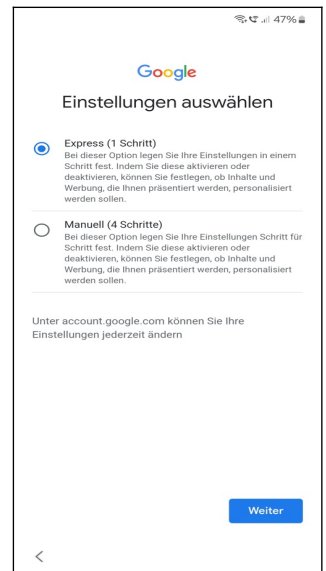 47%
Google
Einstellungen auswählen
Express (1 Schritt)
Bei dieser Option legen Sie Ihre Einstellungen in einem
Schritt fest. Indem Sie diese aktivieren oder
deaktivieren, können Sie festlegen, ob Inhalte und
Werbung, die Ihnen präsentiert werden, personalisiert
werden sollen.
Manuell (4 Schritte)
Bei dieser Option legen Sie Ihre Einstellungen Schritt für
Schritt fest. Indem Sie diese aktivieren oder
deaktivieren, können Sie festlegen, ob Inhalte und
Werbung, die Ihnen präsentiert werden, personalisiert
werden sollen.
Unter account.google.com können Sie Ihre
Einstellungen jederzeit ändern
Weiter